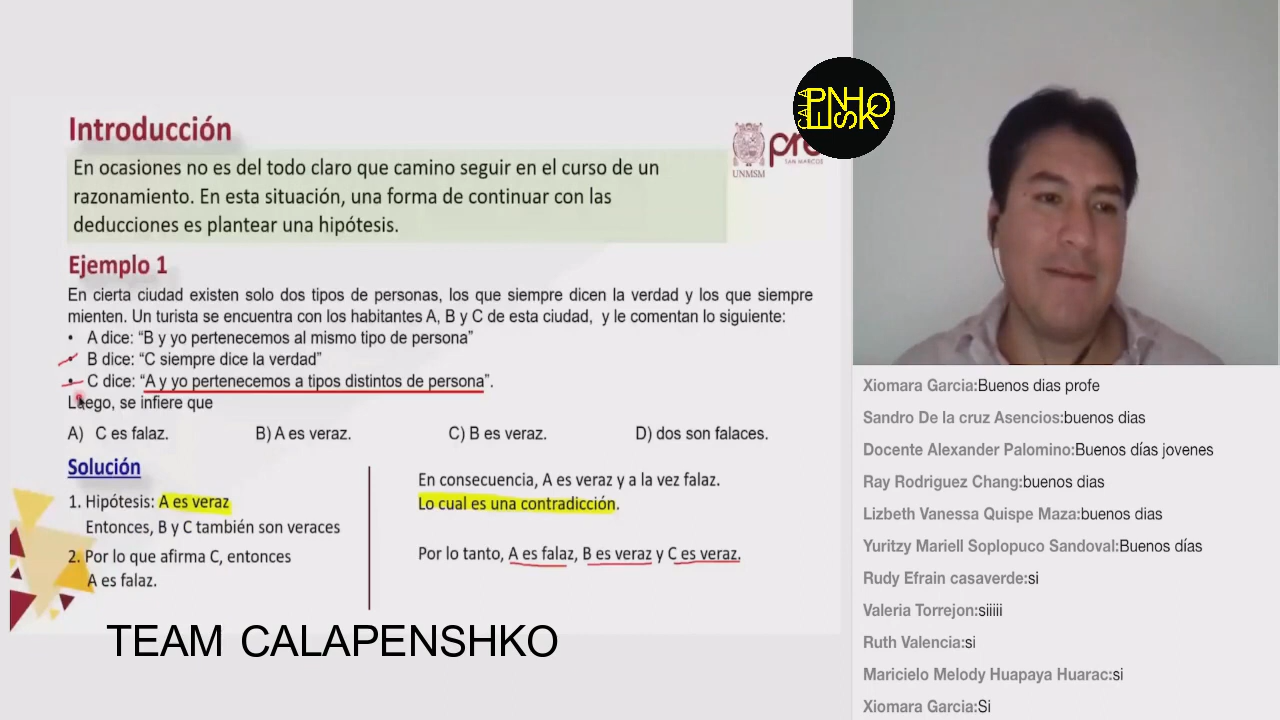 Introducción
En ocasiones no es del todo claro que camino seguir en el curso de un
razonamiento. En esta situación, una forma de continuar con las
deducciones es plantear una hipótesis.
UNMSM
SAN MARCOS
CALA
PENSHKO
Ejemplo 1
En cierta ciudad existen solo dos tipos de personas, los que siempre dicen la verdad y los que siempre
mienten. Un turista se encuentra con los habitantes A, B y C de esta ciudad, y le comentan lo siguiente:
• A dice: “B y yo pertenecemos al mismo tipo de persona”
• B dice: “C siempre dice la verdad”
• C dice: “A y yo pertenecemos a tipos distintos de persona”.
Luego, se infiere que
A) C es falaz. B) A es veraz. C) B es veraz. D) dos son falaces.
Solución
1. Hipótesis: A es veraz
Entonces, B y C también son veraces
2. Por lo que afirma C, entonces
A es falaz.
En consecuencia, A es veraz y a la vez falaz.
Lo cual es una contradicción.
Por lo tanto, A es falaz, B es veraz y C es veraz.
TEAM CALAPENSHKO
Xiomara Garcia:Buenos dias profe
Sandro De la cruz Asencios:buenos dias
Docente Alexander Palomino:Buenos días jovenes
Ray Rodriguez Chang:buenos dias
Lizbeth Vanessa Quispe Maza:buenos dias
Yuritzy Mariell Soplopuco Sandoval:Buenos días
Rudy Efrain casaverde:si
Valeria Torrejon:siiiii
Ruth Valencia:si
Maricielo Melody Huapaya Huarac:si
Xiomara Garcia:Si